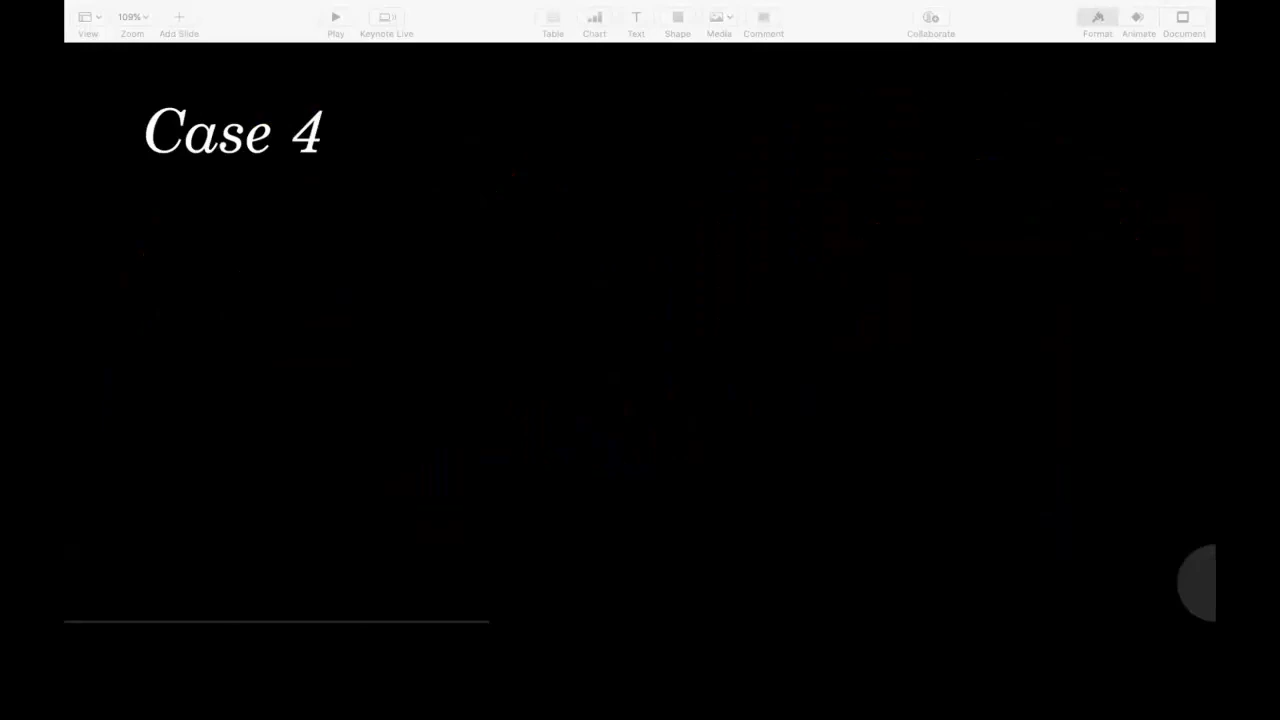 109%
View Zoom Add Slide Play Keynote Live Table Chart Text Shape Media Comment Collaborate Format Animate Document
Case 4